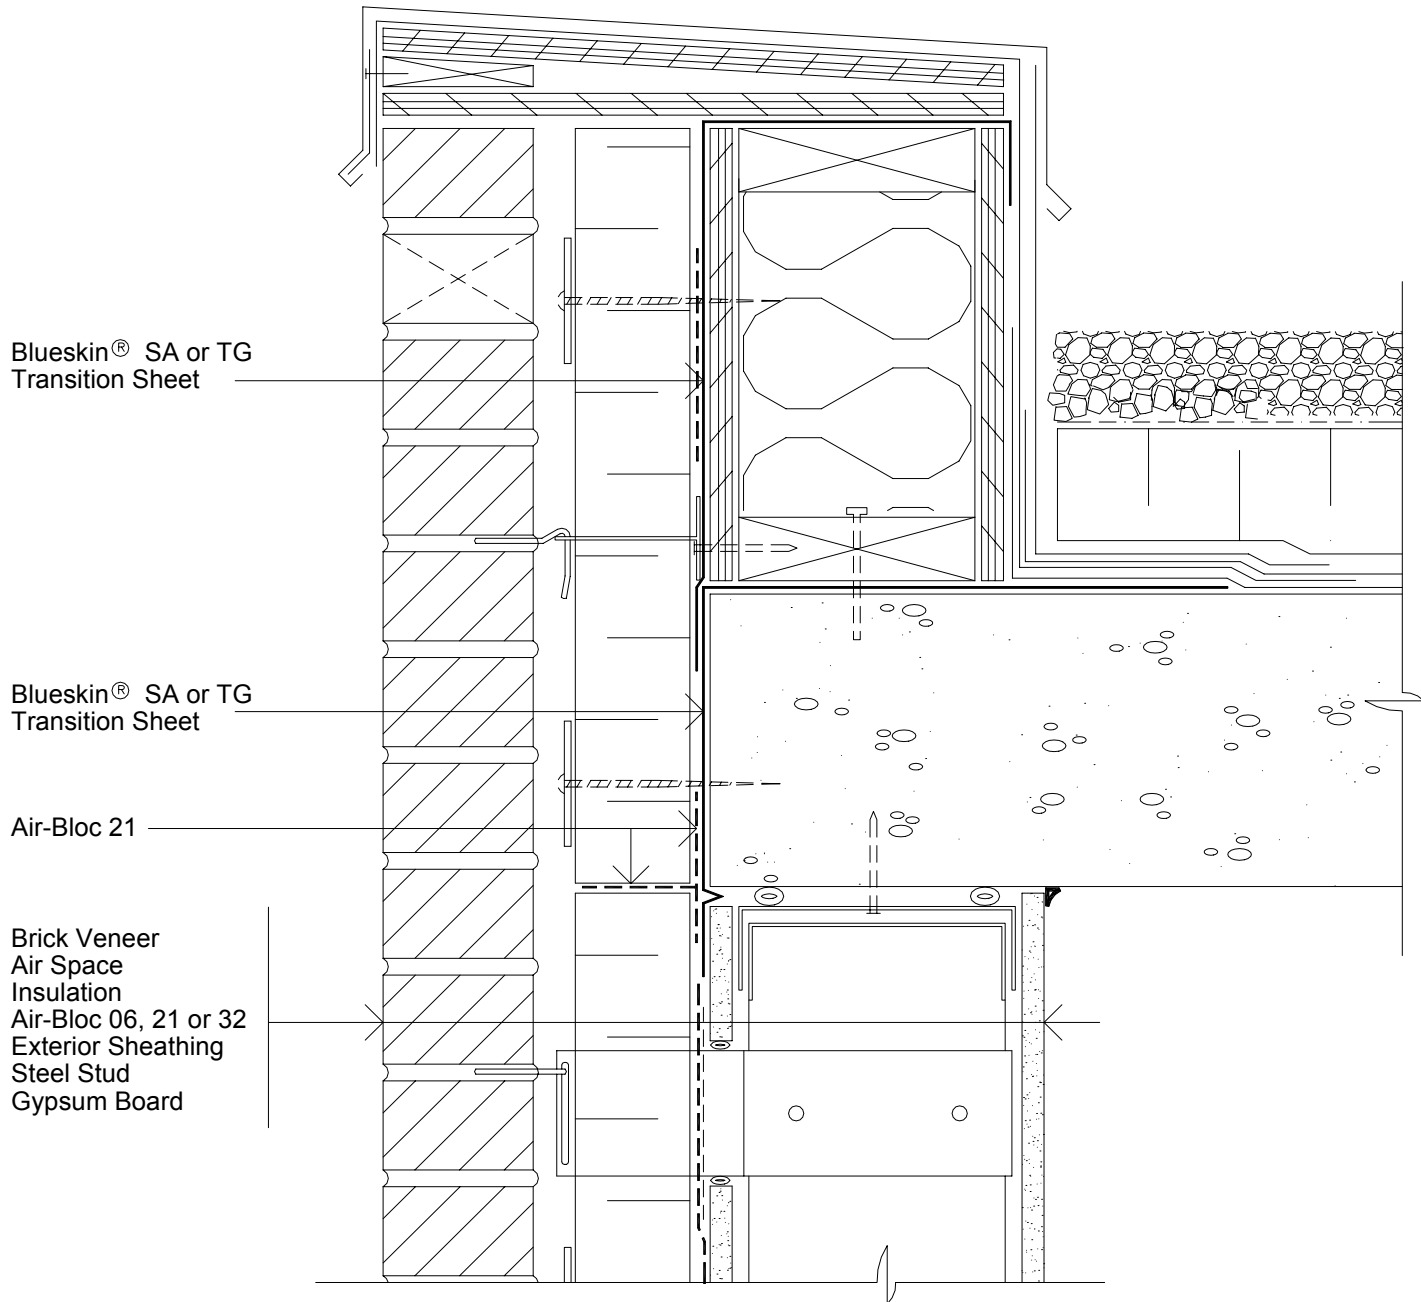 Blueskin® SA or TG
Transition Sheet
Blueskin® SA or TG
Transition Sheet
Air-Bloc 21
Brick Veneer
Air Space
Insulation
Air-Bloc 06, 21 or 32
Exterior Sheathing
Steel Stud
Gypsum Board